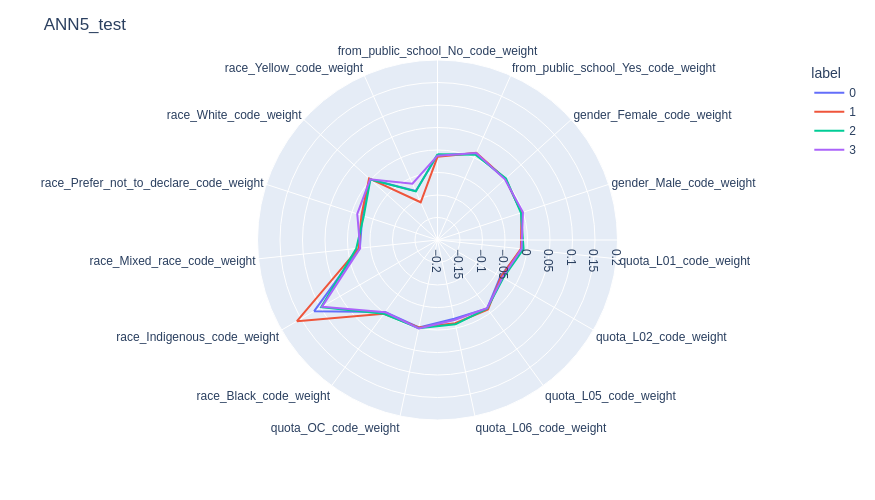 ANN5_test
from_public_school_No_code_weight
race_Yellow_code_weight
from_public_school_Yes_code_weight
label
0
1
2
3
race_White_code_weight
gender_Female_code_weight
race_Prefer_not_to_declare_code_weight
gender_Male_code_weight
race_Mixed_race_code_weight
−0.2
−0.15
−0.1
−0.05
0
0.05
0.1
0.15
0.2
quota_L01_code_weight
race_Indigenous_code_weight
quota_L02_code_weight
race_Black_code_weight
quota_L05_code_weight
quota_OC_code_weight
quota_L06_code_weight